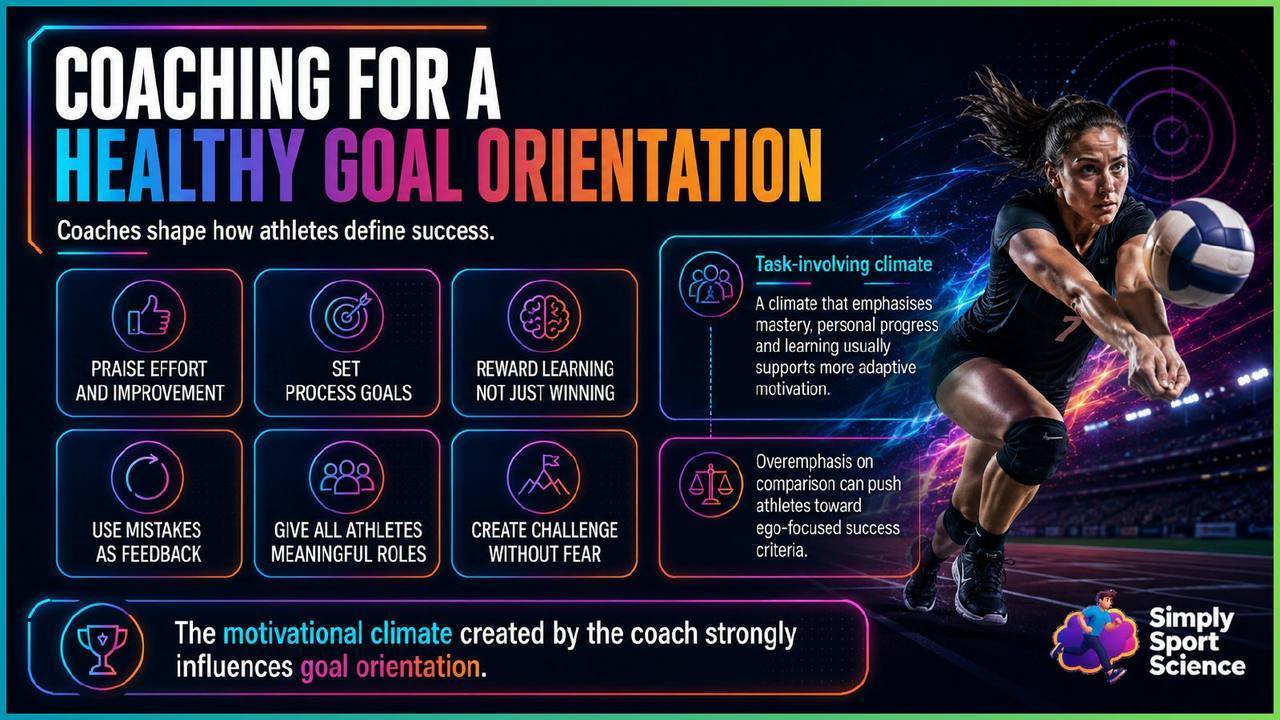 COACHING FOR A
HEALTHY GOAL ORIENTATION
Coaches shape how athletes define success.
PRAISE EFFORT
AND IMPROVEMENT
SET
PROCESS GOALS
REWARD LEARNING
NOT JUST WINNING
USE MISTAKES
AS FEEDBACK
GIVE ALL ATHLETES
MEANINGFUL ROLES
CREATE CHALLENGE
WITHOUT FEAR
Task-involving climate
A climate that emphasises
mastery, personal progress
and learning usually
supports more adaptive
motivation.
Overemphasis on
comparison can push
athletes toward
ego-focused success
criteria.
7
The motivational climate created by the coach strongly
influences goal orientation.
Simply
Sport
Science